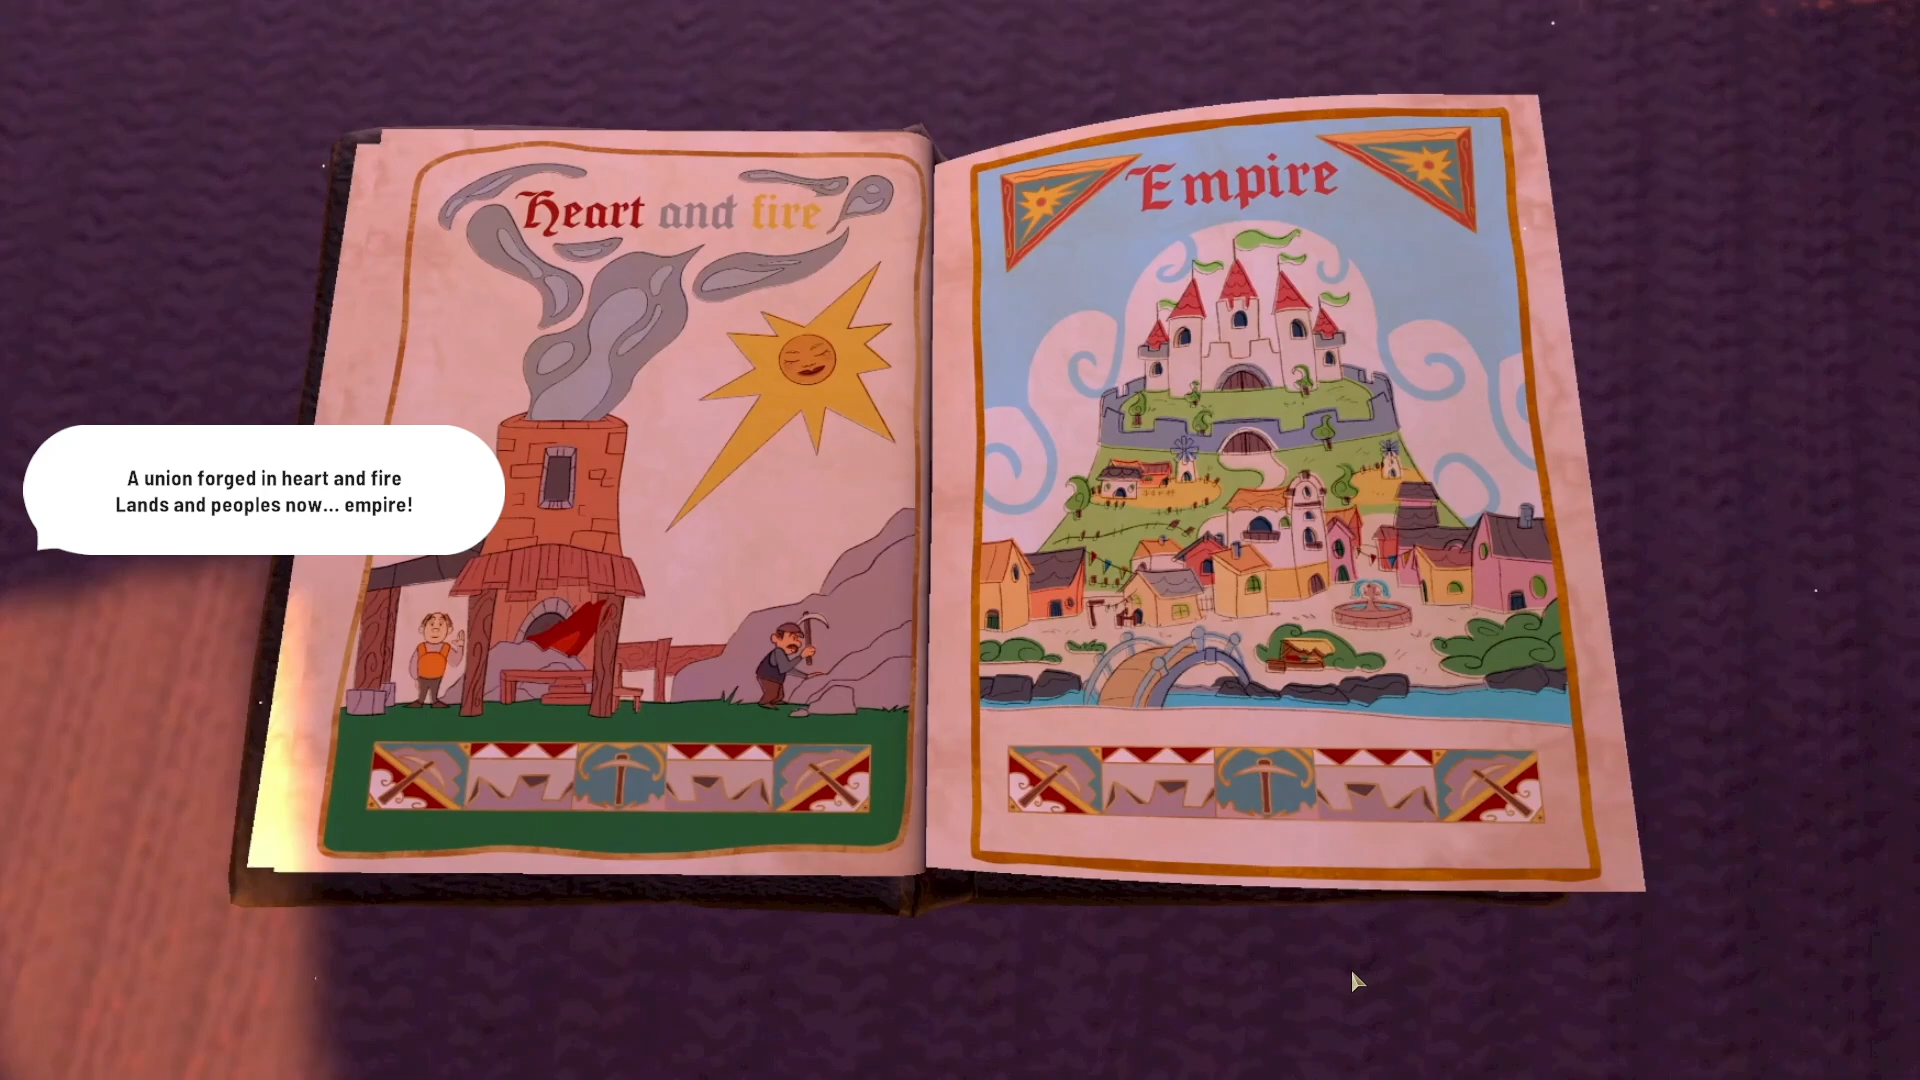 Heart and fire
Empire
A union forged in heart and fire
Lands and peoples now... empire!